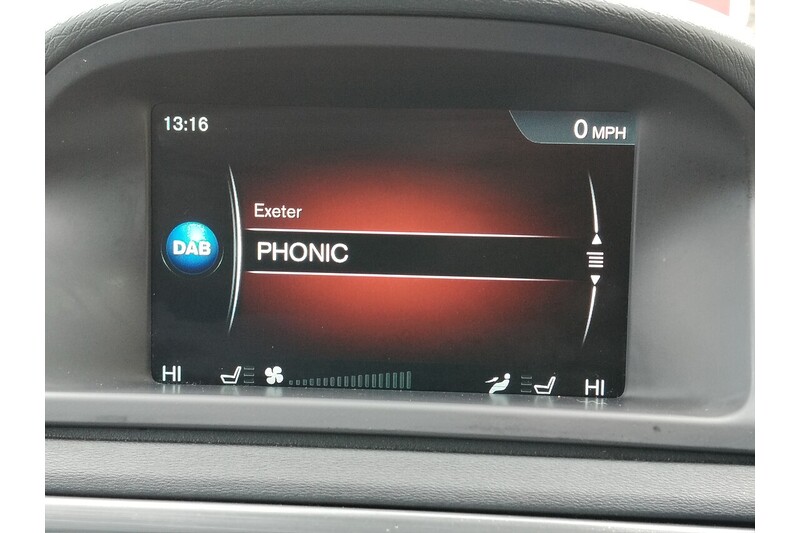 13:16
0 MPH
Exeter
DAB
PHONIC
HI
HI